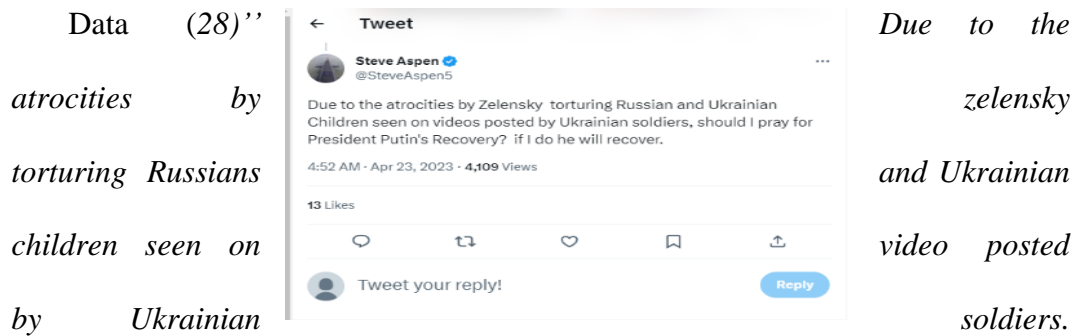 Data (28)’’ Due to the
atrocities by zelensky
torturing Russians and Ukrainian
children seen on video posted
by Ukrainian soldiers.
← Tweet
Steve Aspen
@SteveAspen5
...
Due to the atrocities by Zelensky torturing Russian and Ukrainian
Children seen on videos posted by Ukrainian soldiers, should I pray for
President Putin's Recovery? if I do he will recover.
4:52 AM · Apr 23, 2023 · 4,109 Views
13 Likes
Tweet your reply!
Reply